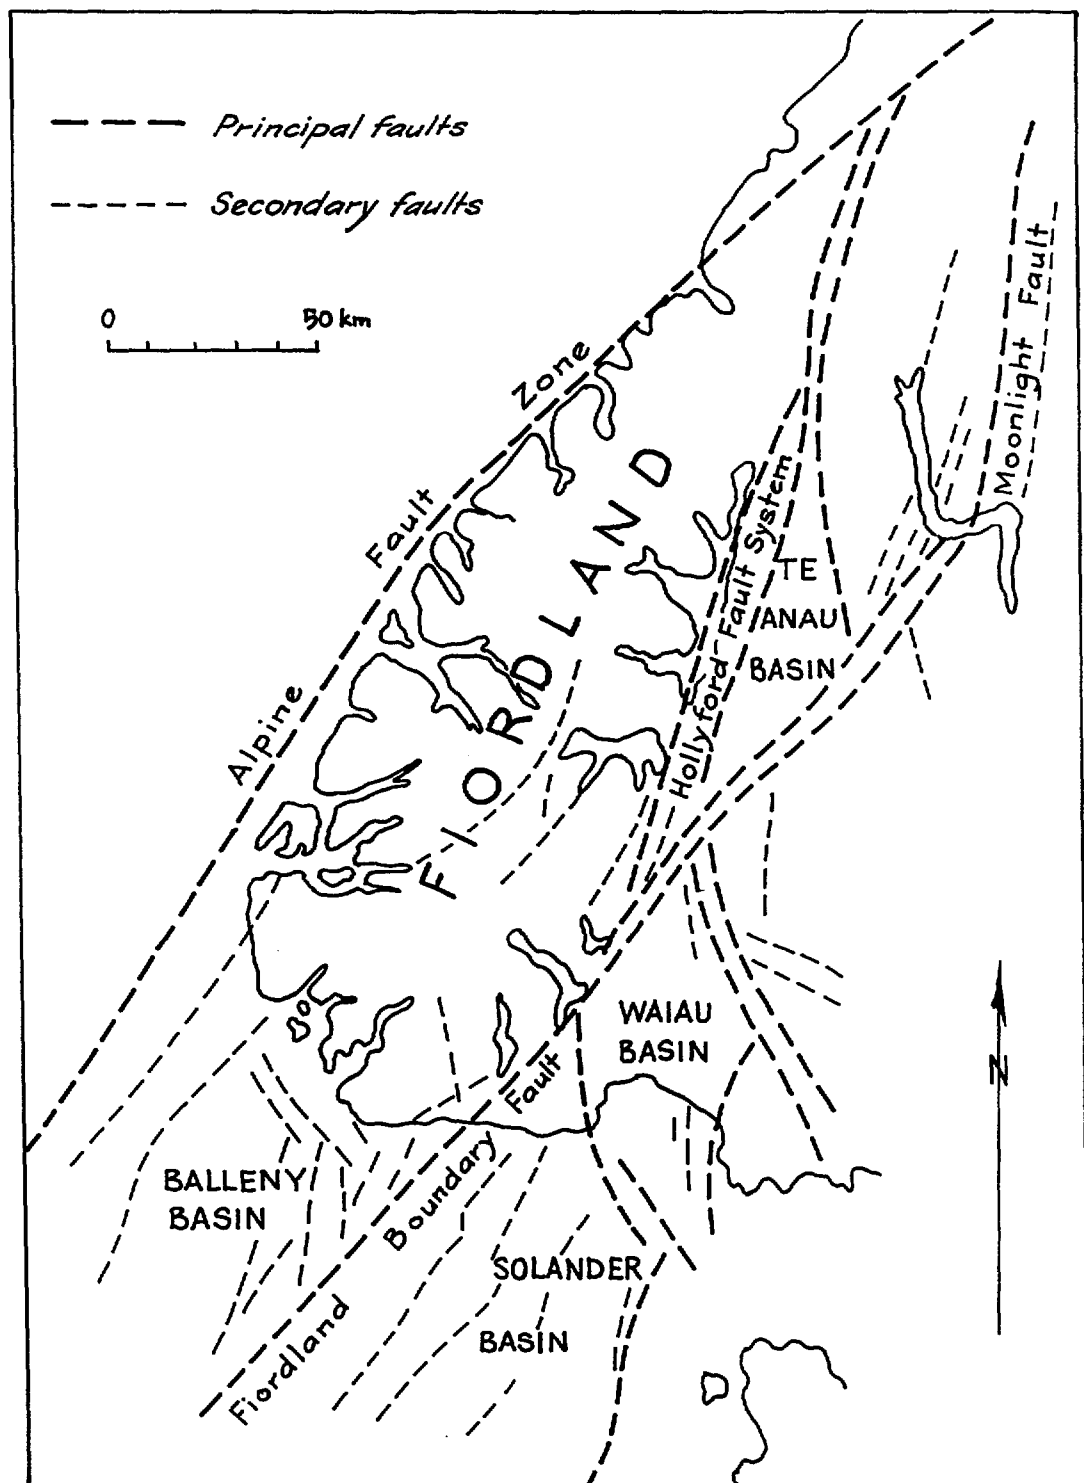 Principal faults
Secondary faults
0 50 km
Alpine Fault Zone
FIORDLAND
Hollyford Fault System
Moonlight Fault
TE
ANAU
BASIN
WAIAU
BASIN
Fiordland Boundary Fault
BALLENY
BASIN
SOLANDER
BASIN
N